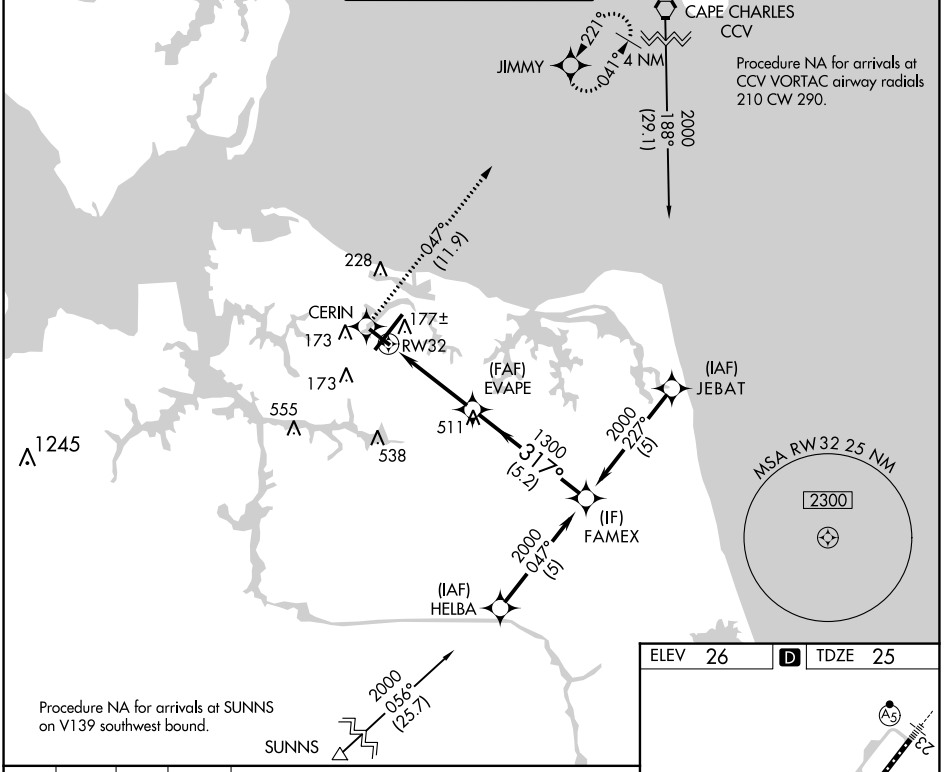 CAPE CHARLES
CCV
221°
041°
4 NM
JIMMY
Procedure NA for arrivals at
CCV VORTAC airway radials
210 CW 290.
2000
188°
(29.1)
047°
(11.9)
228
CERIN
177±
173
RW32
173
(FAF)
EVAPE
(IAF)
JEBAT
555
511
538
1245
1300
317°
(5.2)
2000
227°
(5)
MSA RW 32 25 NM
2300
(IF)
FAMEX
2000
047°
(5)
(IAF)
HELBA
ELEV 26
D
TDZE 25
2000
056°
(25.7)
Procedure NA for arrivals at SUNNS
on V139 southwest bound.
SUNNS
A5
23